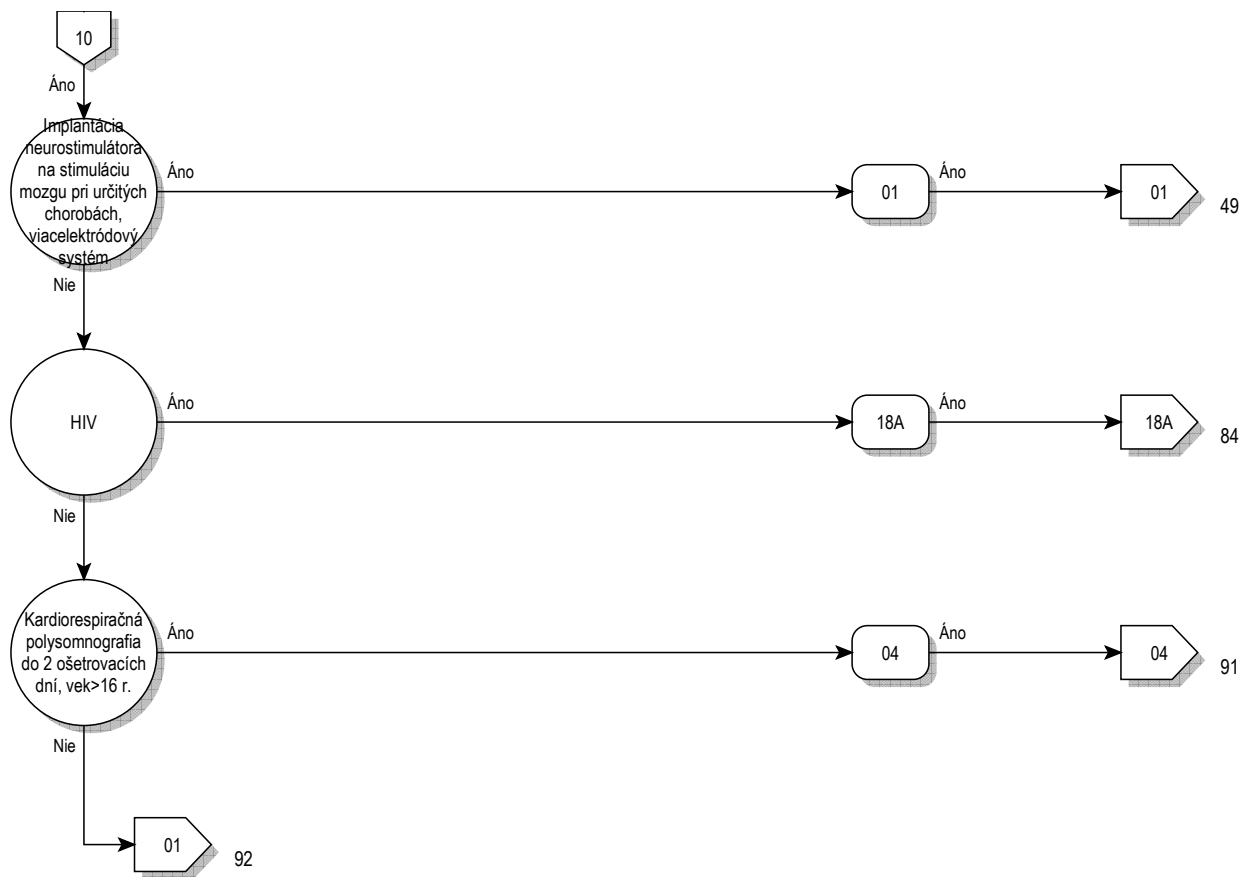 10
Áno
Implantácia
neurostimulátora
na stimuláciu
mozgu pri určitých
chorobách,
viacelektródový
systém
Áno
01
Áno
01
49
Nie
HIV
Áno
18A
Áno
18A
84
Nie
Kardiorespiračná
polysomnografia
do 2 ošetrovacích
dní, vek>16 r.
Áno
04
Áno
04
91
Nie
01
92